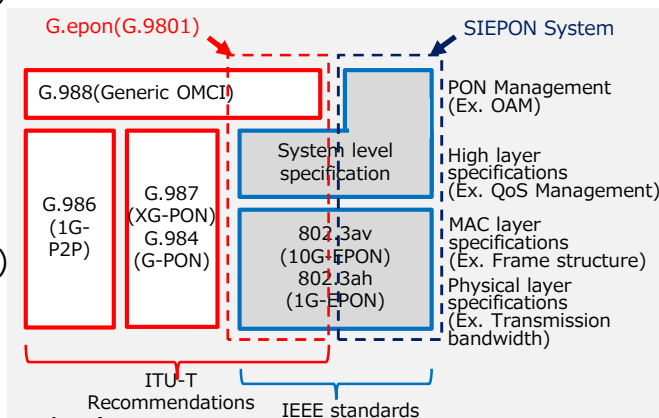 G.epon(G.9801)
SIEPON System
G.988(Generic OMCI)
PON Management
(Ex. OAM)
System level
specification
High layer
specifications
(Ex. QoS Management)
G.986
(1G-
P2P)
G.987
(XG-PON)
G.984
(G-PON)
802.3av
(10G-EPON)
802.3ah
(1G-EPON)
MAC layer
specifications
(Ex. Frame structure)
Physical layer
specifications
(Ex. Transmission
bandwidth)
ITU-T
Recommendations
IEEE standards